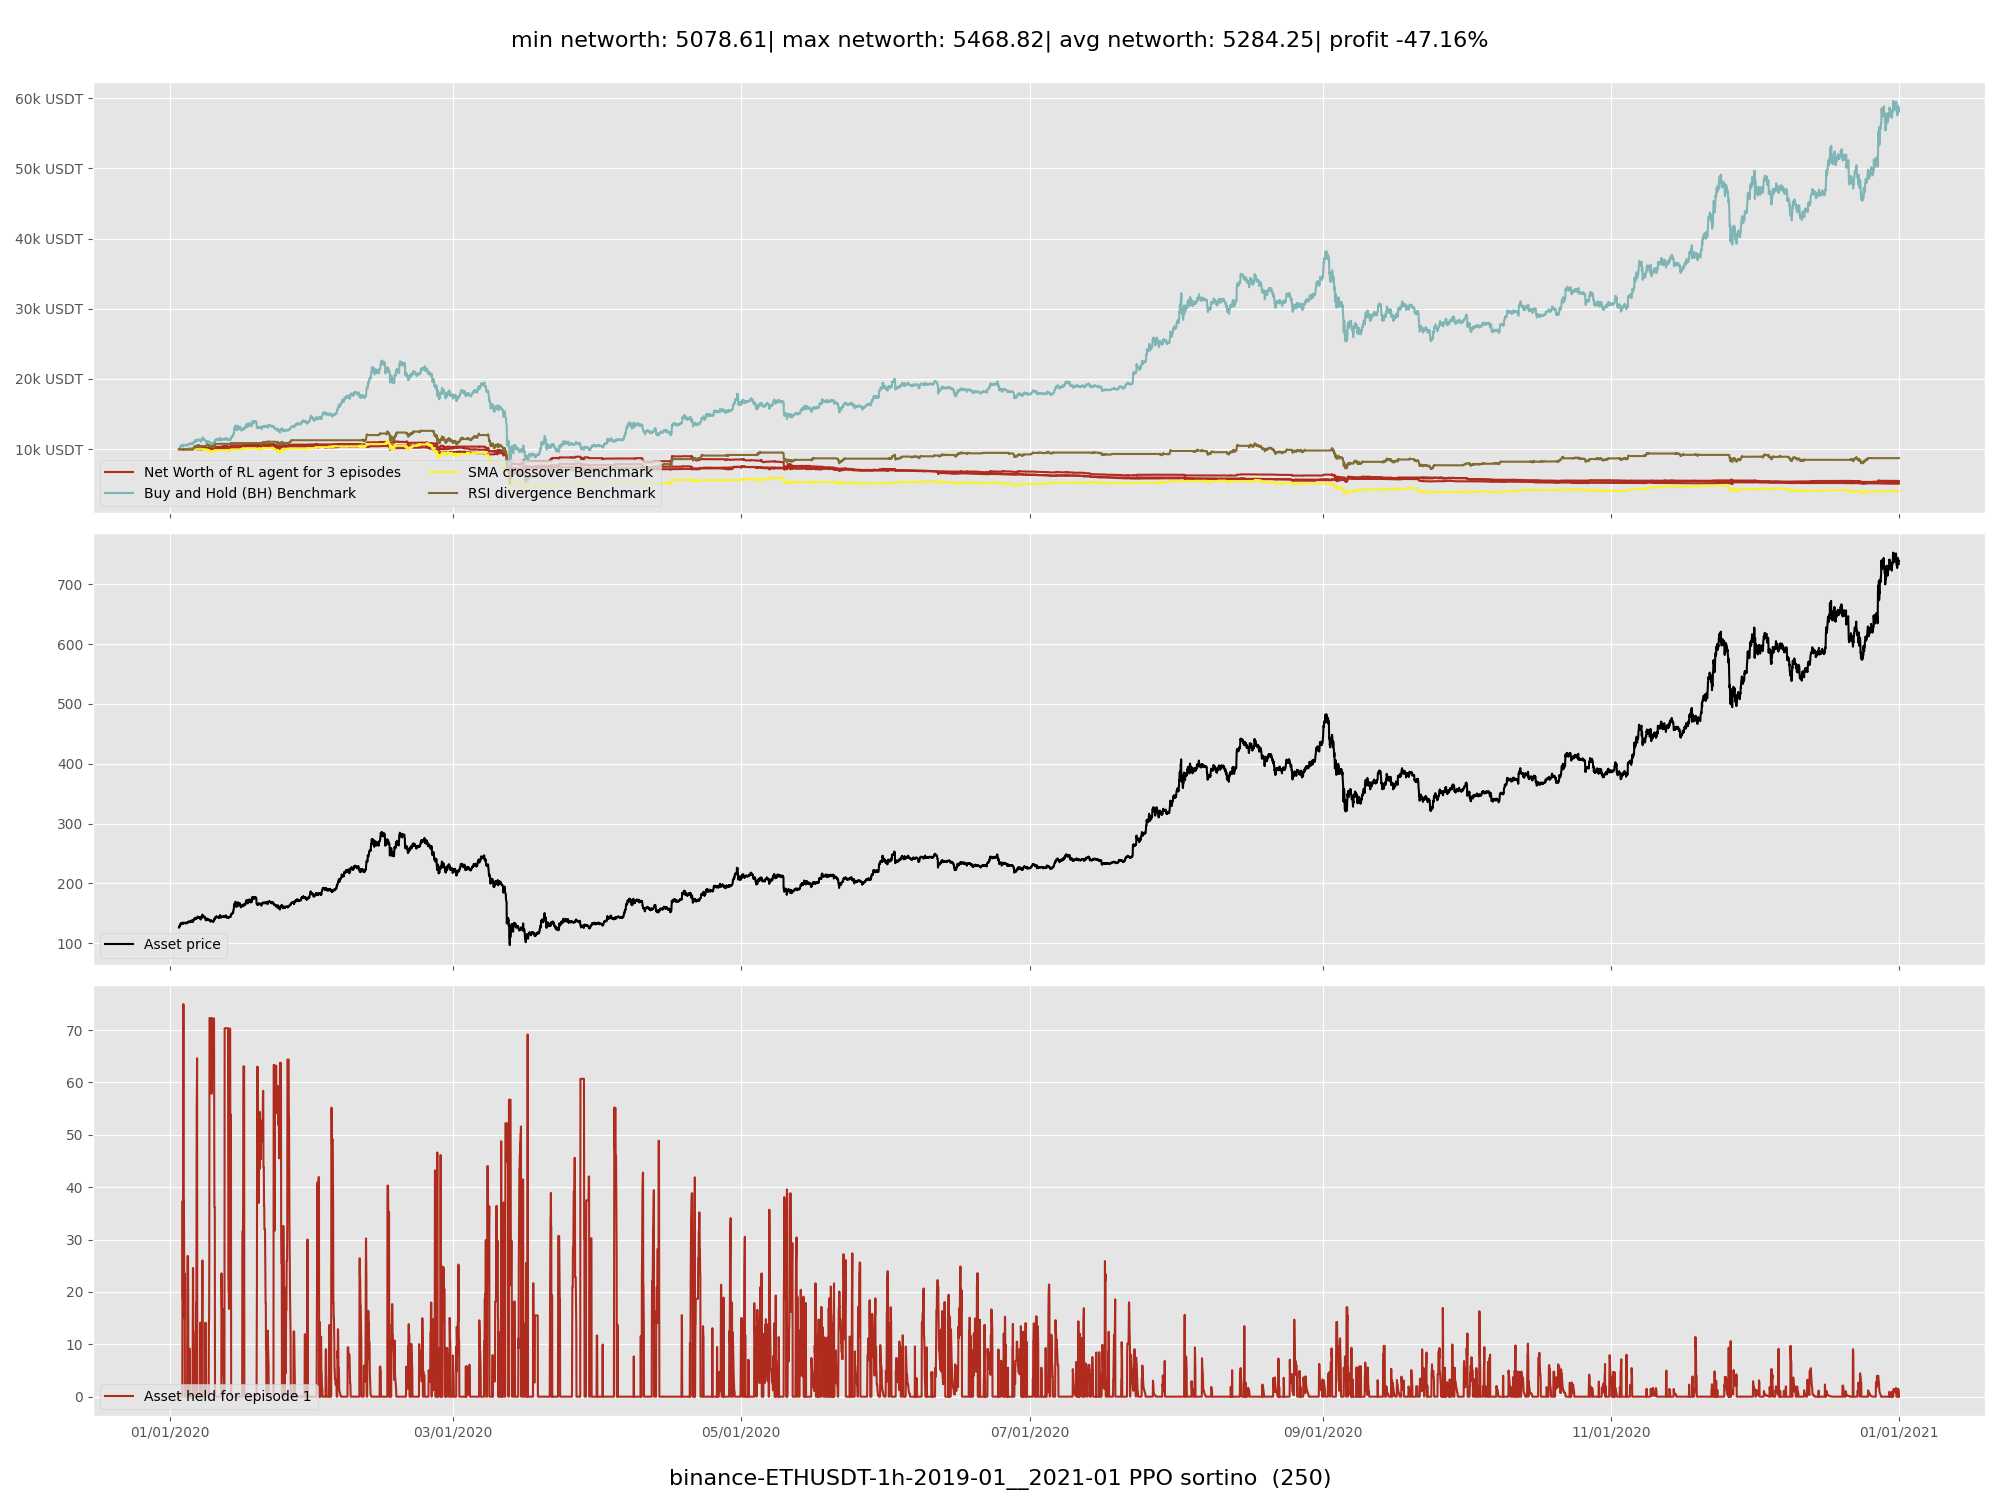 min networth: 5078.61| max networth: 5468.82| avg networth: 5284.25| profit -47.16%
60k USDT
50k USDT
40k USDT
30k USDT
20k USDT
10k USDT
Net Worth of RL agent for 3 episodes
Buy and Hold (BH) Benchmark
SMA crossover Benchmark
RSI divergence Benchmark
700
600
500
400
300
200
100
Asset price
70
60
50
40
30
20
10
0
Asset held for episode 1
01/01/2020 03/01/2020 05/01/2020 07/01/2020 09/01/2020 11/01/2020 01/01/2021
binance-ETHUSDT-1h-2019-01__2021-01 PPO sortino  (250)